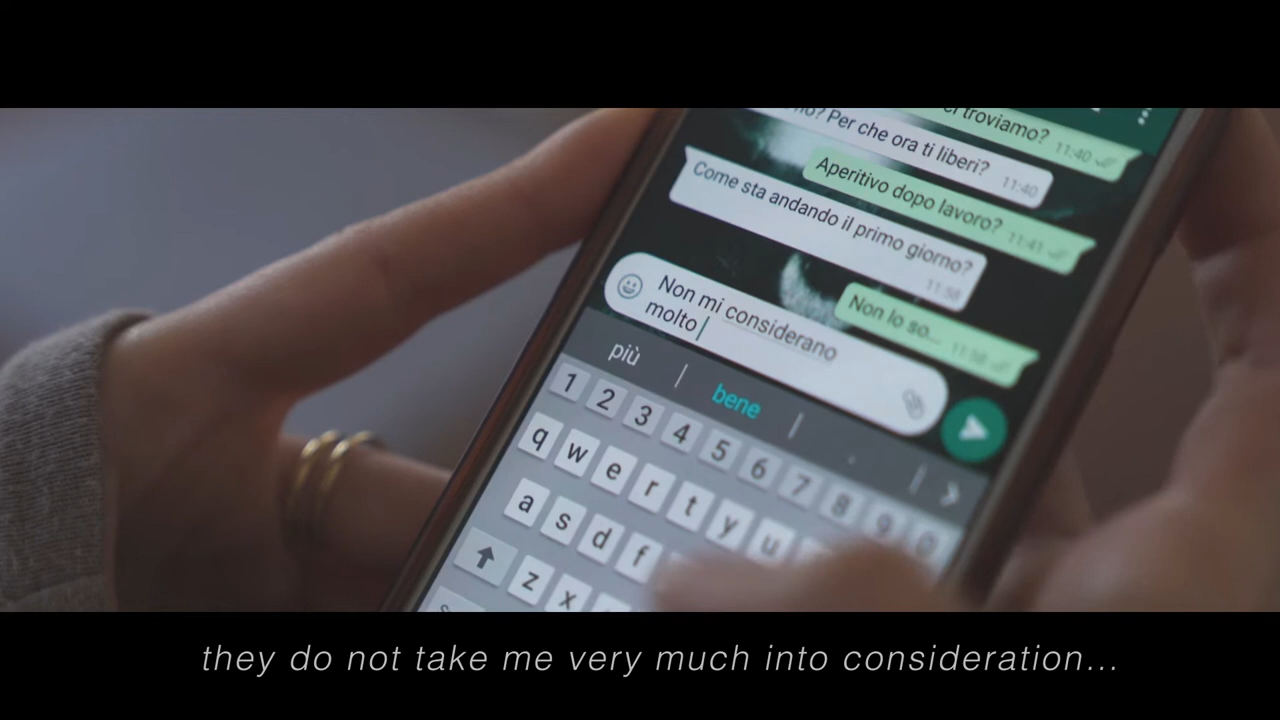 ci troviamo? 11:40
Per che ora ti liberi? 11:40
Aperitivo dopo lavoro? 11:41
Come sta andando il primo giorno?
11:58
Non lo so... 11:58
Non mi considerano
molto
più bene .
1 2 3 4 5 6 7 8 9 0
q w e r t y u
a s d f
z x
they do not take me very much into consideration...